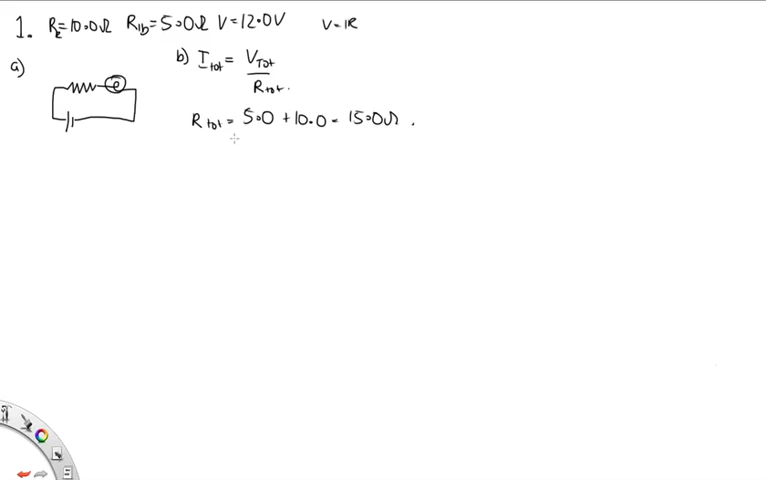 1. R_r=10.0Ω R_lb=5.0Ω V=12.0V V=IR
a)
b) I_tot = V_Tot / R_tot.
R_tot = 5.0 + 10.0 = 15.0Ω.